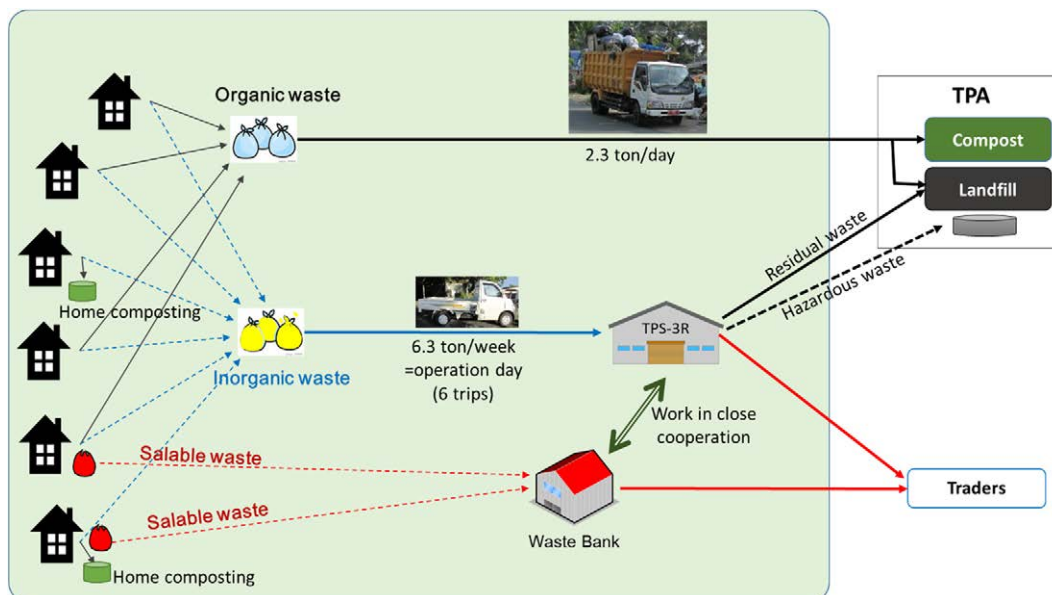 Organic waste
2.3 ton/day
TPA
Compost
Landfill
Residual waste
Hazardous waste
Home composting
Inorganic waste
6.3 ton/week
=operation day
(6 trips)
TPS-3R
Work in close
cooperation
Salable waste
Salable waste
Waste Bank
Traders
Home composting